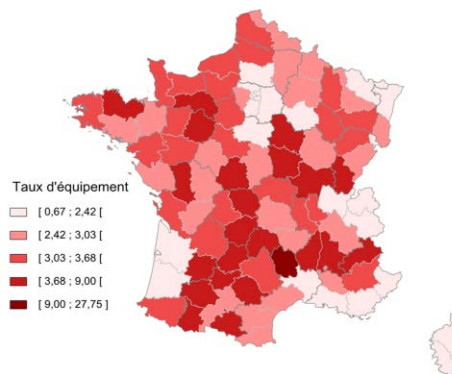 Taux d'équipement
[ 0,67 ; 2,42 [
[ 2,42 ; 3,03 [
[ 3,03 ; 3,68 [
[ 3,68 ; 9,00 [
[ 9,00 ; 27,75 ]